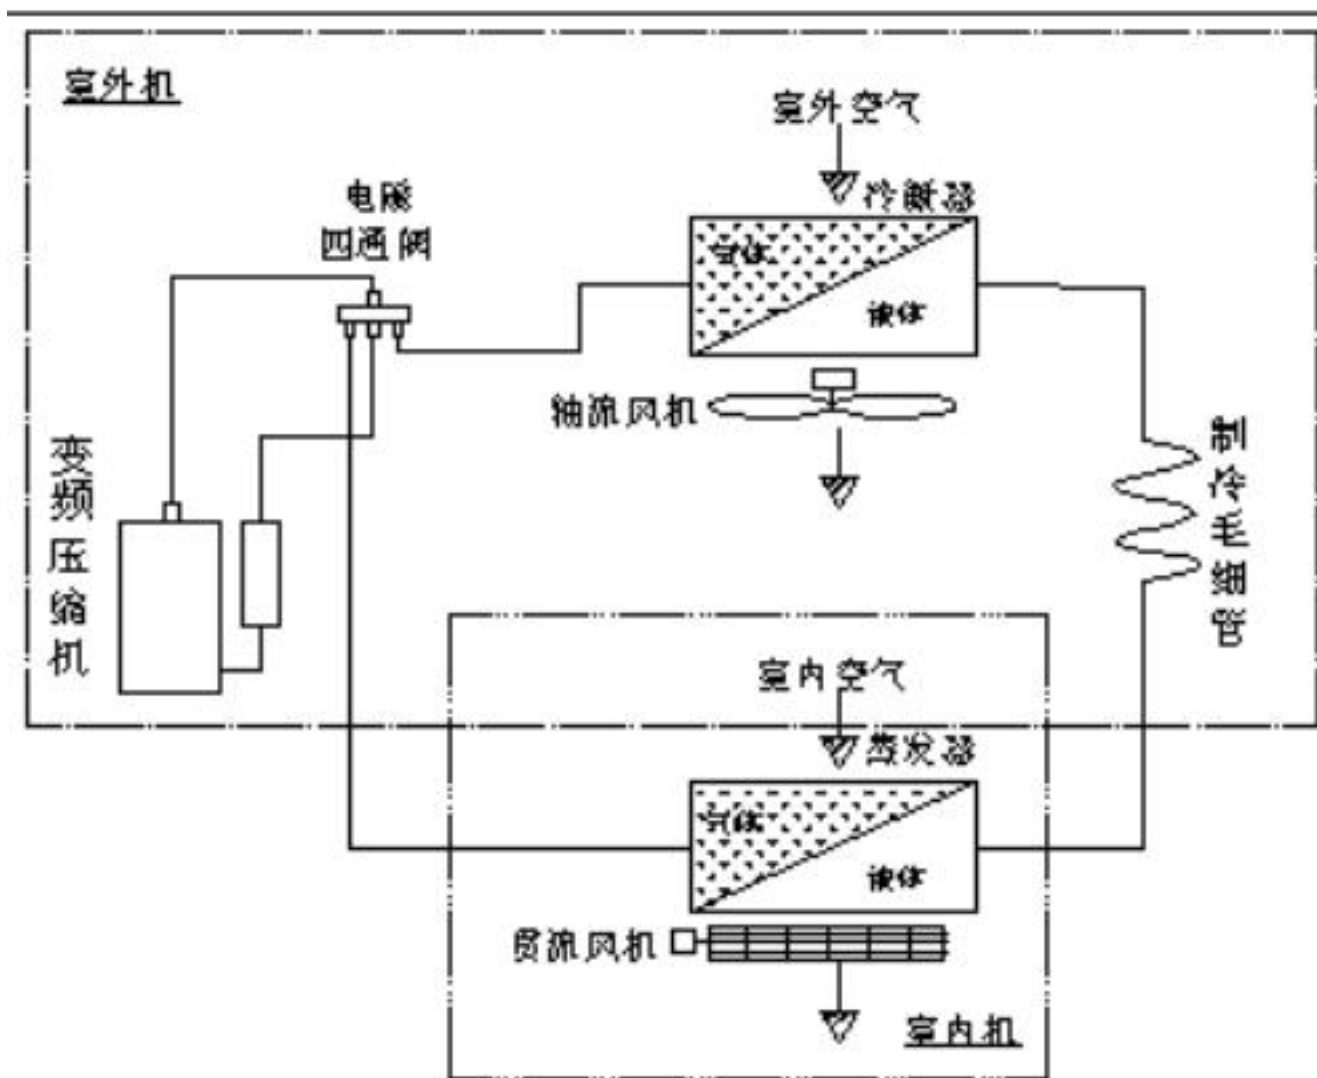 室外机
室外空气
冷凝器
电磁
四通阀
气体
液体
轴流风机
变频压缩机
保温毛细管
室内空气
蒸发器
气体
液体
贯流风机
室内机